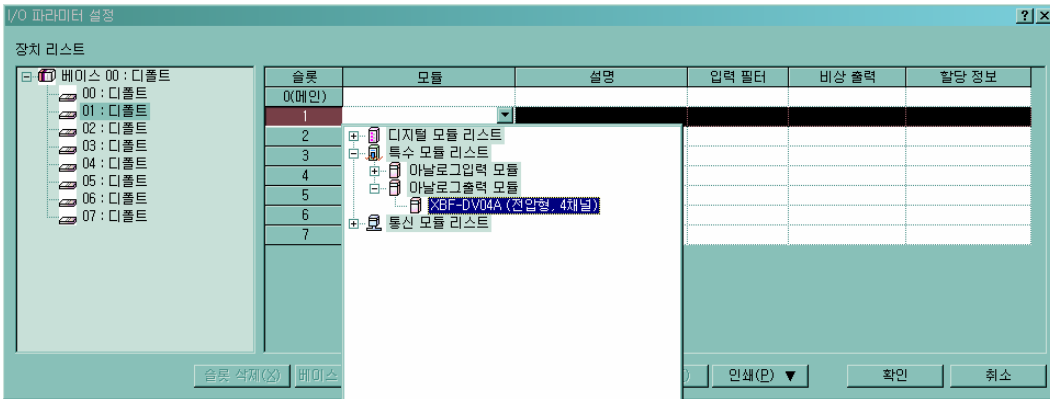 I/O 파라미터 설정
장치 리스트
베이스 00 : 디폴트
00 : 디폴트
01 : 디폴트
02 : 디폴트
03 : 디폴트
04 : 디폴트
05 : 디폴트
06 : 디폴트
07 : 디폴트
슬롯 모듈 설명 입력 필터 비상 출력 할당 정보
0(메인)
1
2
3
4
5
6
7
디지털 모듈 리스트
특수 모듈 리스트
아날로그입력 모듈
아날로그출력 모듈
XBF-DV04A (전압형, 4채널)
통신 모듈 리스트
슬롯 삭제(X) 베이스 ) 인쇄(P) ▼ 확인 취소